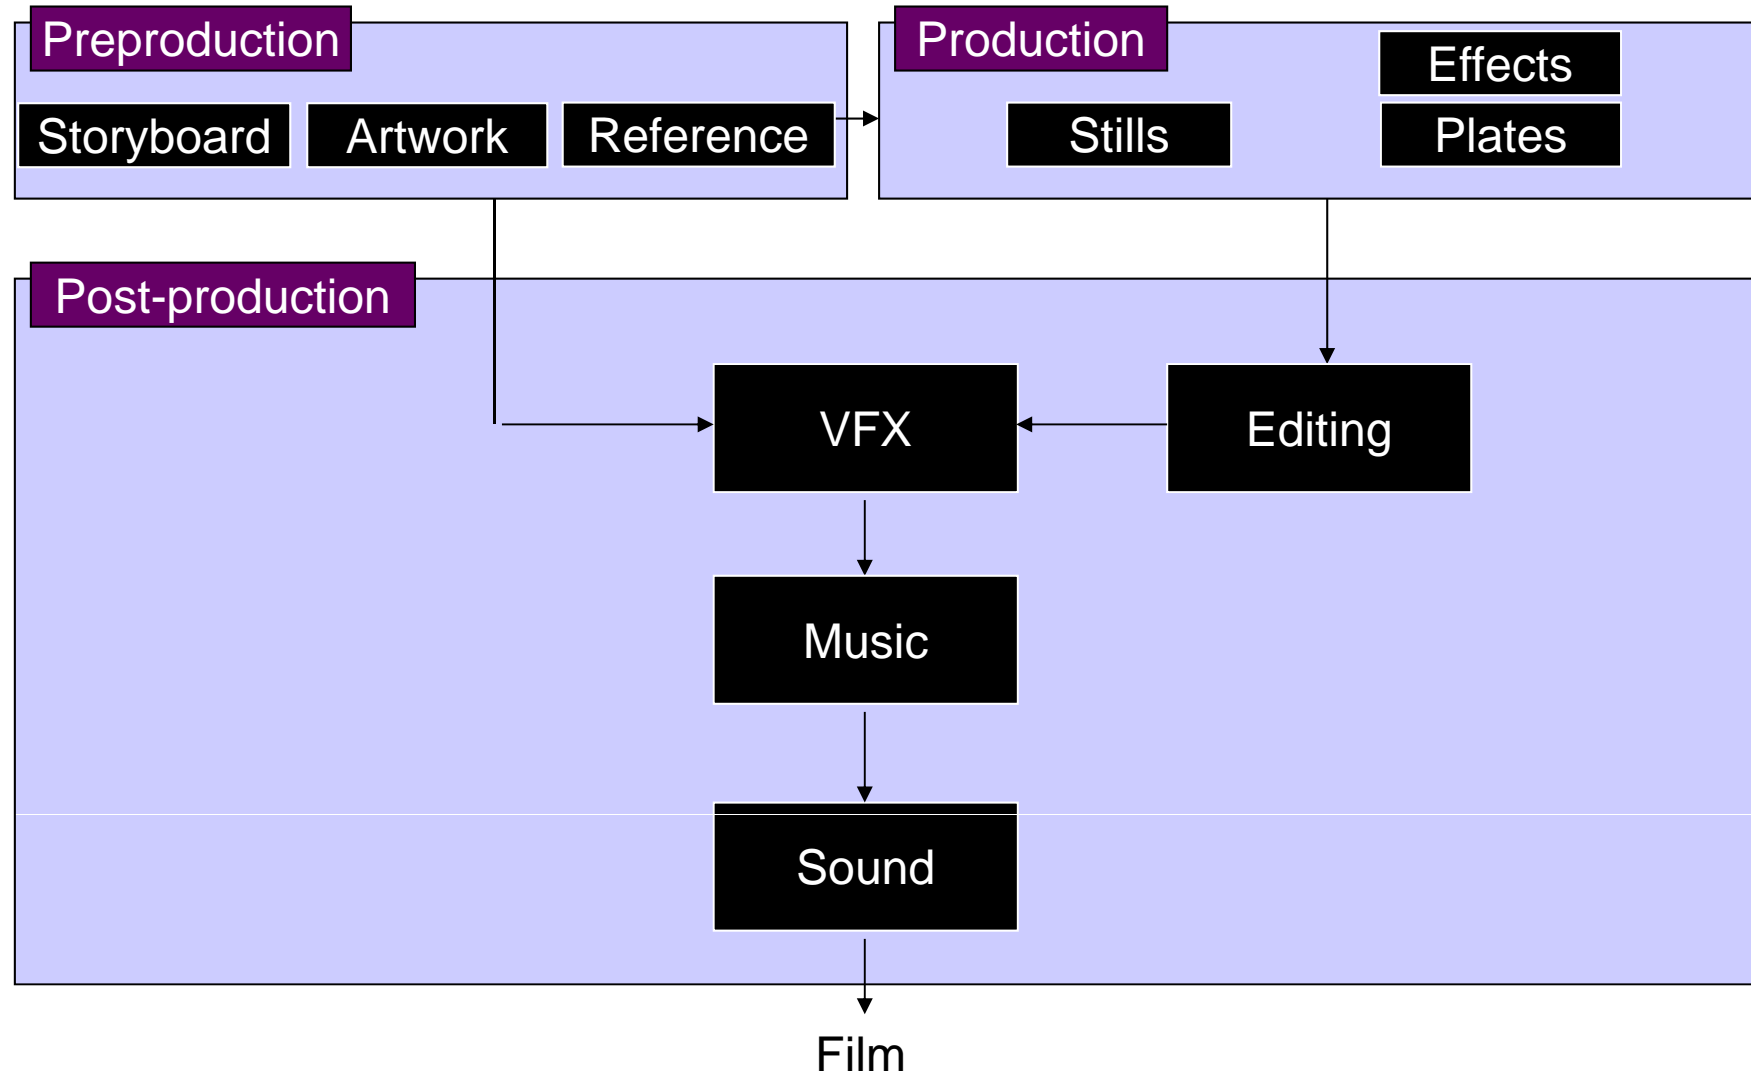 Preproduction
Storyboard
Artwork
Reference
Production
Effects
Stills
Plates
Post-production
VFX
Editing
Music
Sound
Film